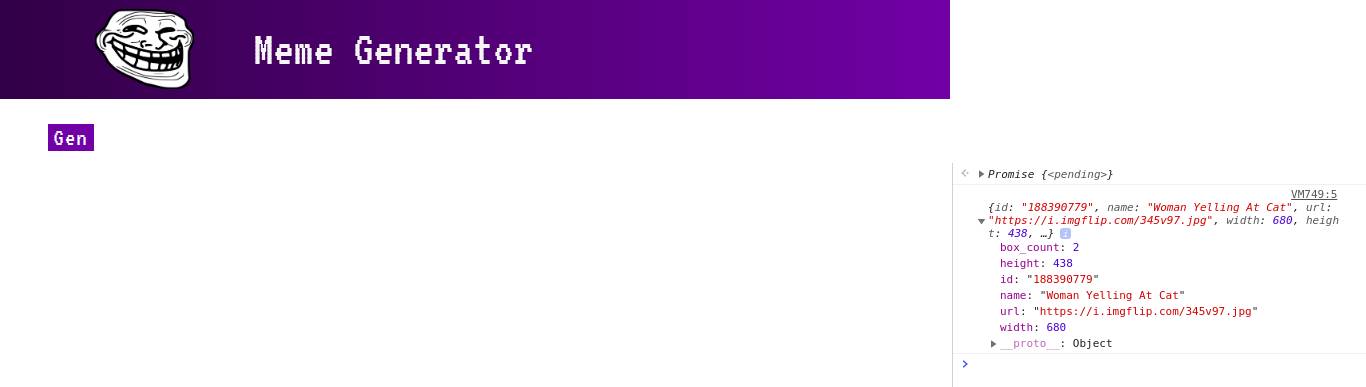 Meme Generator
Gen
Promise {<pending>}
VM749:5
{id: "188390779", name: "Woman Yelling At Cat", url:
"https://i.imgflip.com/345v97.jpg", width: 680, heigh
t: 438, …} i
box_count: 2
height: 438
id: "188390779"
name: "Woman Yelling At Cat"
url: "https://i.imgflip.com/345v97.jpg"
width: 680
__proto__: Object